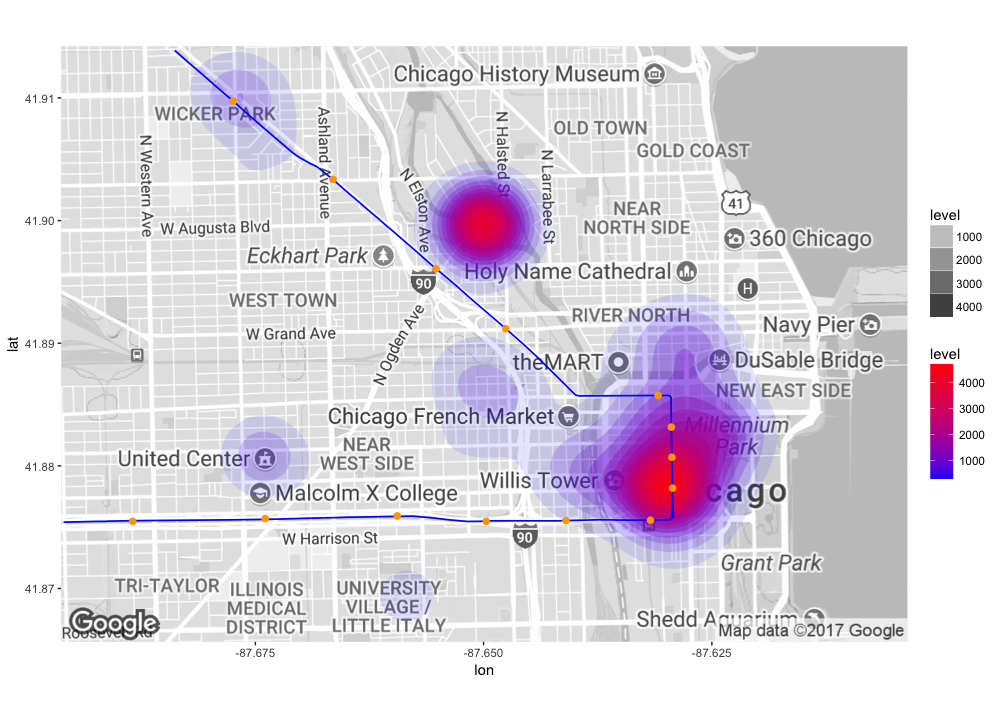 Chicago History Museum
41.91
WICKER PARK
OLD TOWN
GOLD COAST
N Western Ave
Ashland Avenue
N Elston Ave
N Halsted St
N Larrabee St
41
41.90
W Augusta Blvd
NEAR
NORTH SIDE
360 Chicago
Eckhart Park
Holy Name Cathedral
90
H
WEST TOWN
RIVER NORTH
Navy Pier
W Grand Ave
N Ogden Ave
41.89
theMART
DuSable Bridge
NEW EAST SIDE
Chicago French Market
Millennium
Park
United Center
NEAR
WEST SIDE
41.88
Willis Tower
cago
Malcolm X College
W Harrison St
90
Grant Park
41.87
TRI-TAYLOR
ILLINOIS
MEDICAL
DISTRICT
UNIVERSITY
VILLAGE /
LITTLE ITALY
Shedd Aquarium
Google
Map data ©2017 Google
-87.675
-87.650
-87.625
lon
lat
level
1000
2000
3000
4000
level
4000
3000
2000
1000